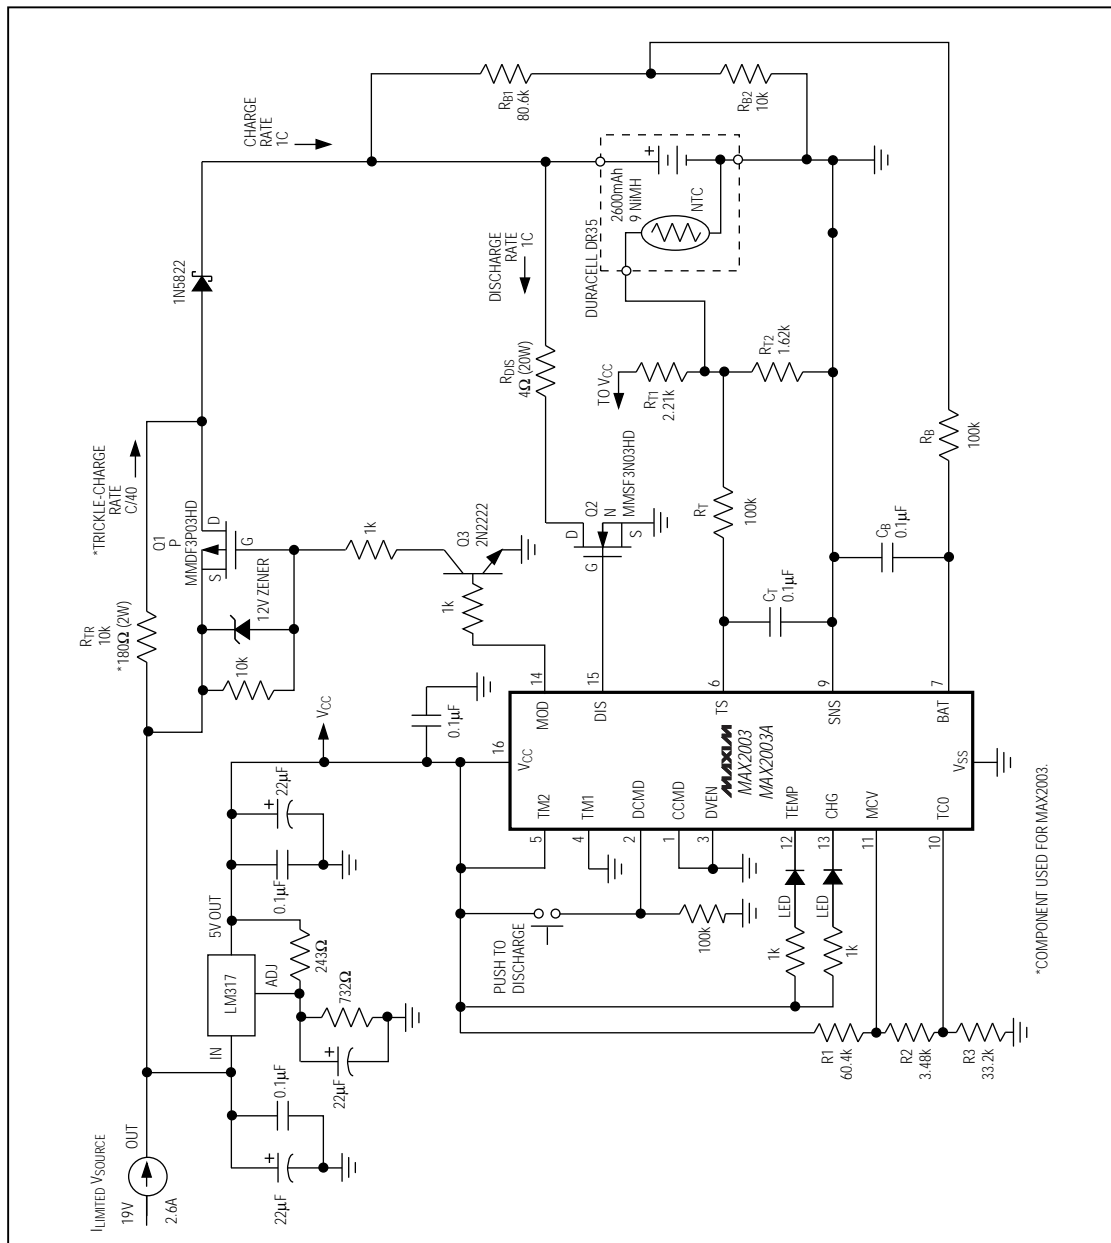 ILIMITED VSOURCE
19V
2.6A
OUT
22µF
0.1µF
IN
LM317
5V OUT
ADJ
243Ω
732Ω
22µF
0.1µF
22µF
VCC
0.1µF
RTR
10k
*180Ω (2W)
*TRICKLE-CHARGE
RATE
C/40
Q1
P
MMDF3P03HD
S
D
G
12V ZENER
10k
1k
Q3
2N2222
1k
1N5822
CHARGE
RATE
1C
RB1
80.6k
RB2
10k
DISCHARGE
RATE
1C
RDIS
4Ω (20W)
DURACELL DR35
2600mAh
9 NiMH
+
NTC
TO VCC
RT1
2.21k
RT2
1.62k
D
Q2
N
MMSF3N03HD
G
S
RT
100k
CT
0.1µF
CB
0.1µF
RB
100k
14
15
6
9
7
16
MOD
DIS
TS
SNS
BAT
VCC
VSS
MAXIM
MAX2003
MAX2003A
TM2
TM1
DCMD
CCMD
DVEN
TEMP
CHG
MCV
TC0
5
4
2
1
3
12
13
11
10
PUSH TO
DISCHARGE
100k
LED
LED
1k
1k
R1
60.4k
R2
3.48k
R3
33.2k
*COMPONENT USED FOR MAX2003.